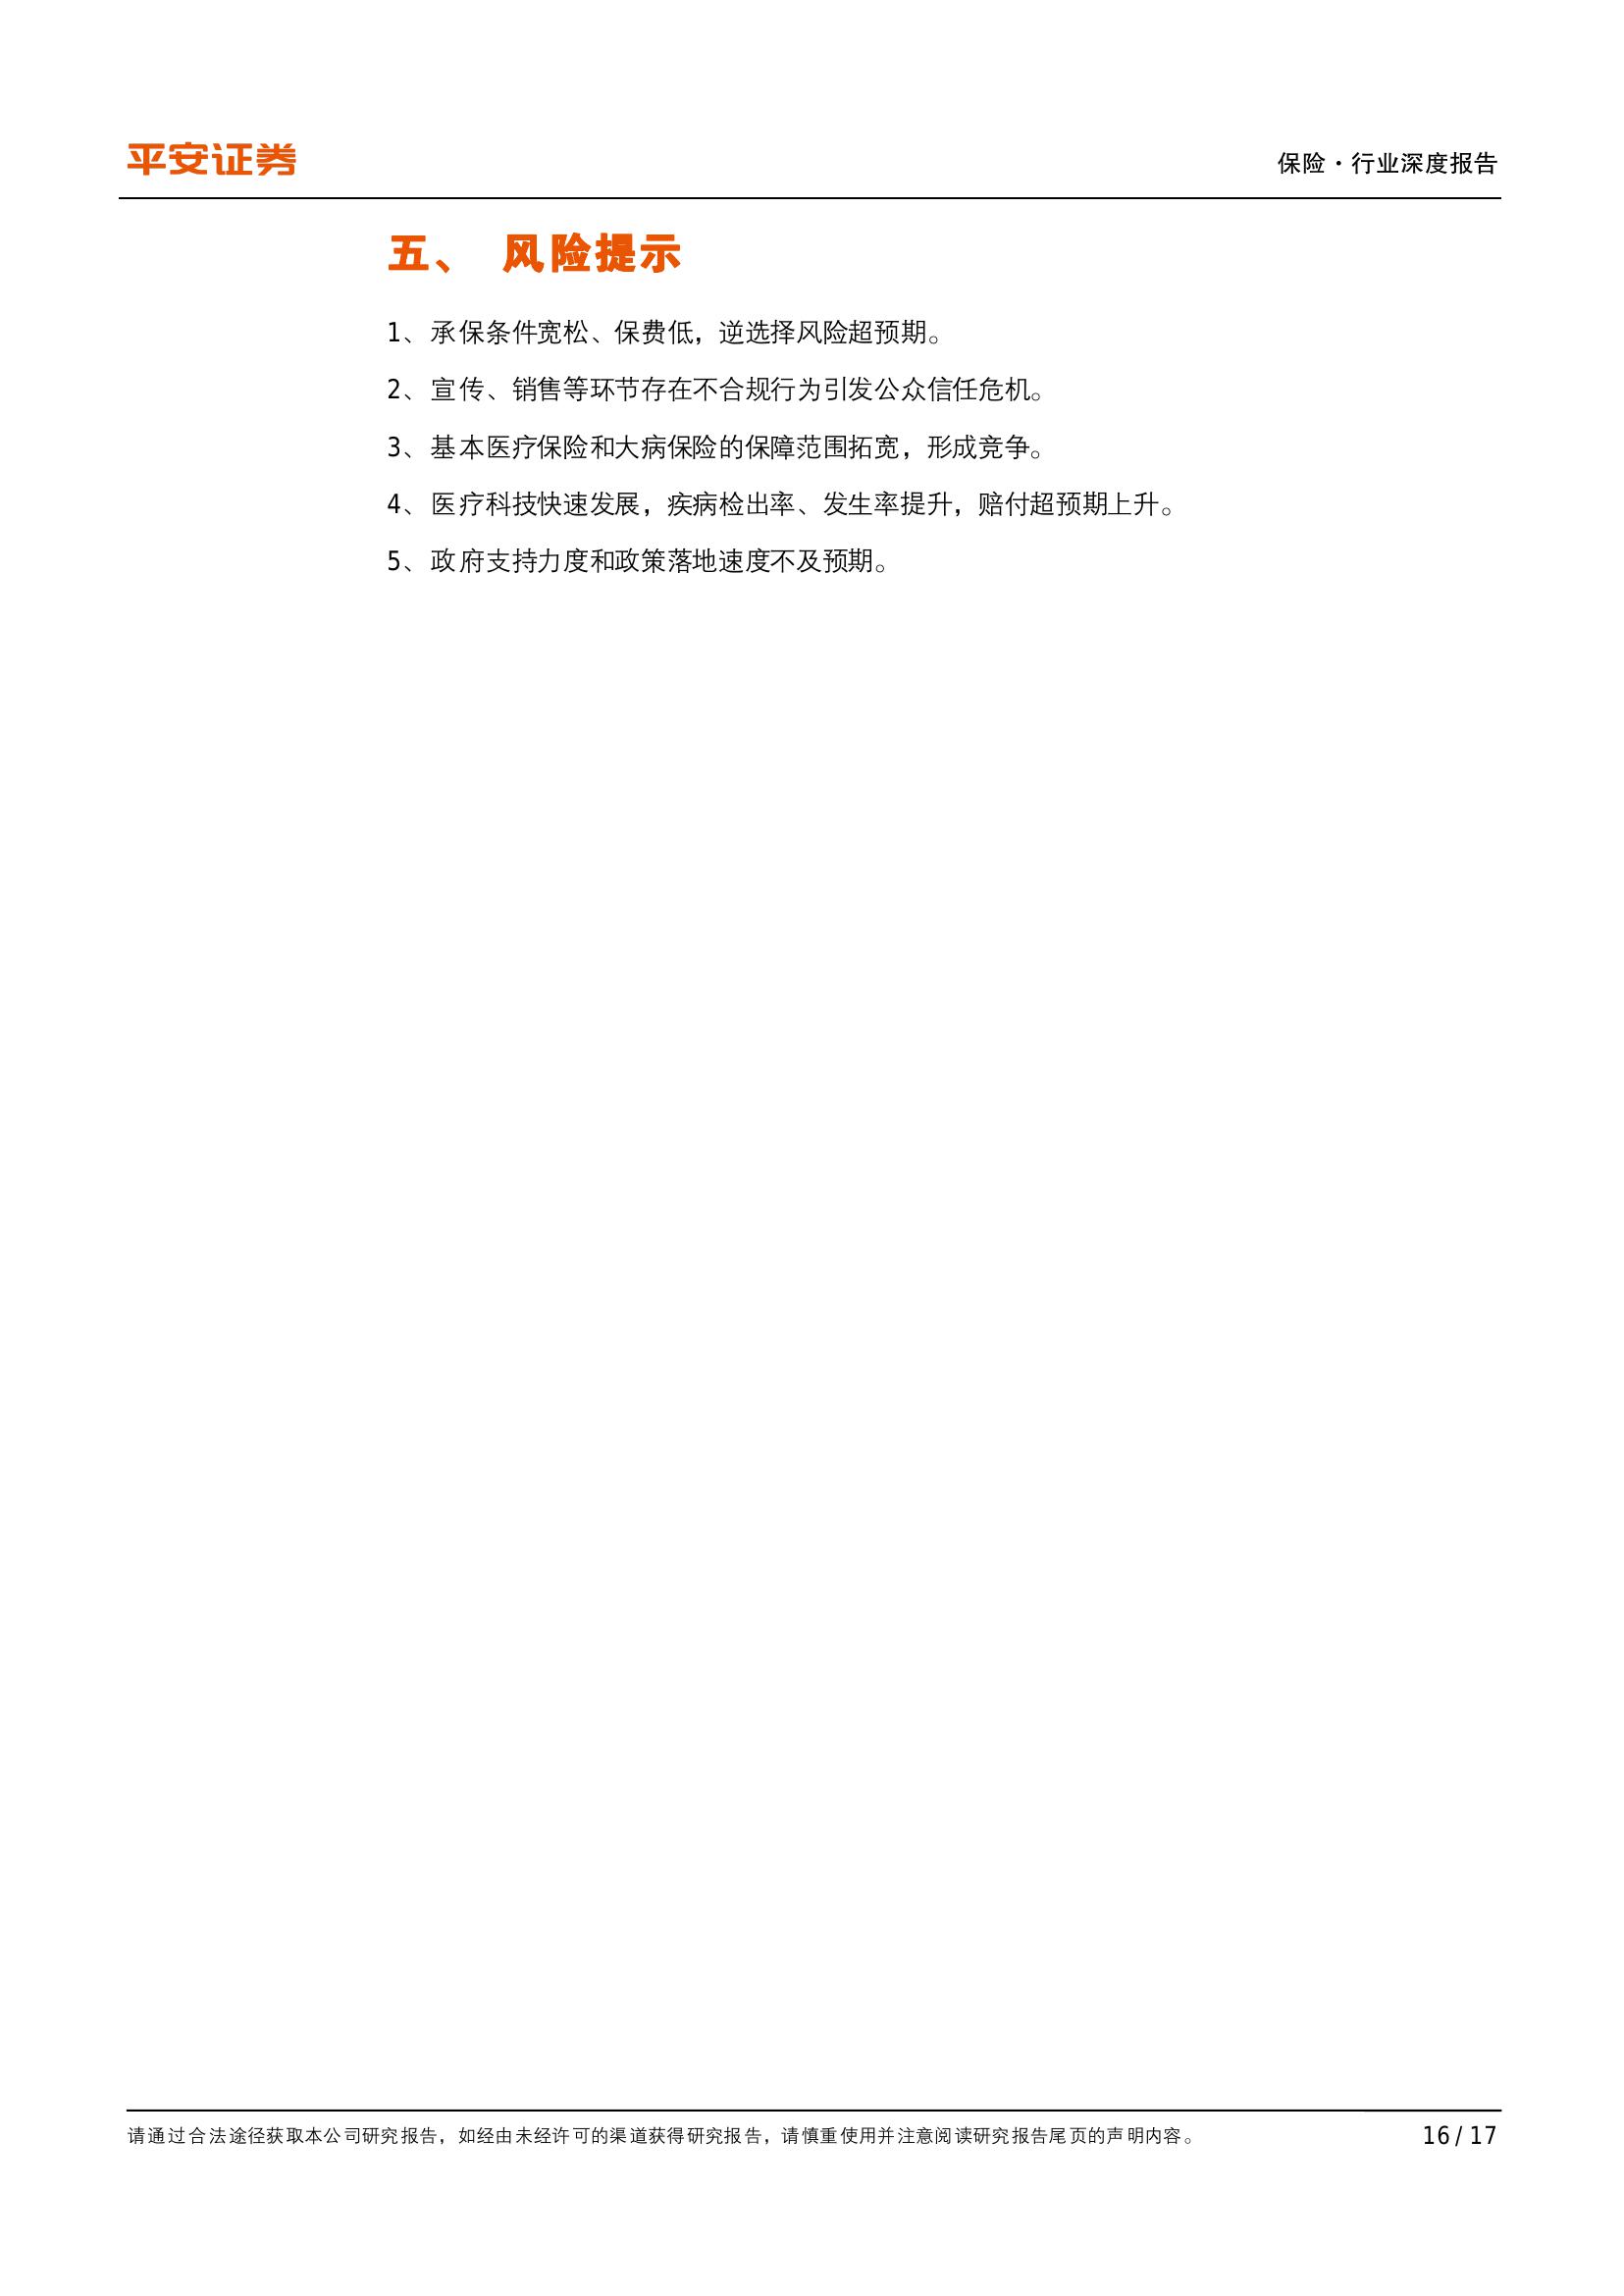 平安证券
保险·行业深度报告
五、 风险提示
1、承保条件宽松、保费低，逆选择风险超预期。
2、宣传、销售等环节存在不合规行为引发公众信任危机。
3、基本医疗保险和大病保险的保障范围拓宽，形成竞争。
4、医疗科技快速发展，疾病检出率、发生率提升，赔付超预期上升。
5、政府支持力度和政策落地速度不及预期。
请通过合法途径获取本公司研究报告，如经由未经许可的渠道获得研究报告，请慎重使用并注意阅读研究报告尾页的声明内容。
16/ 17